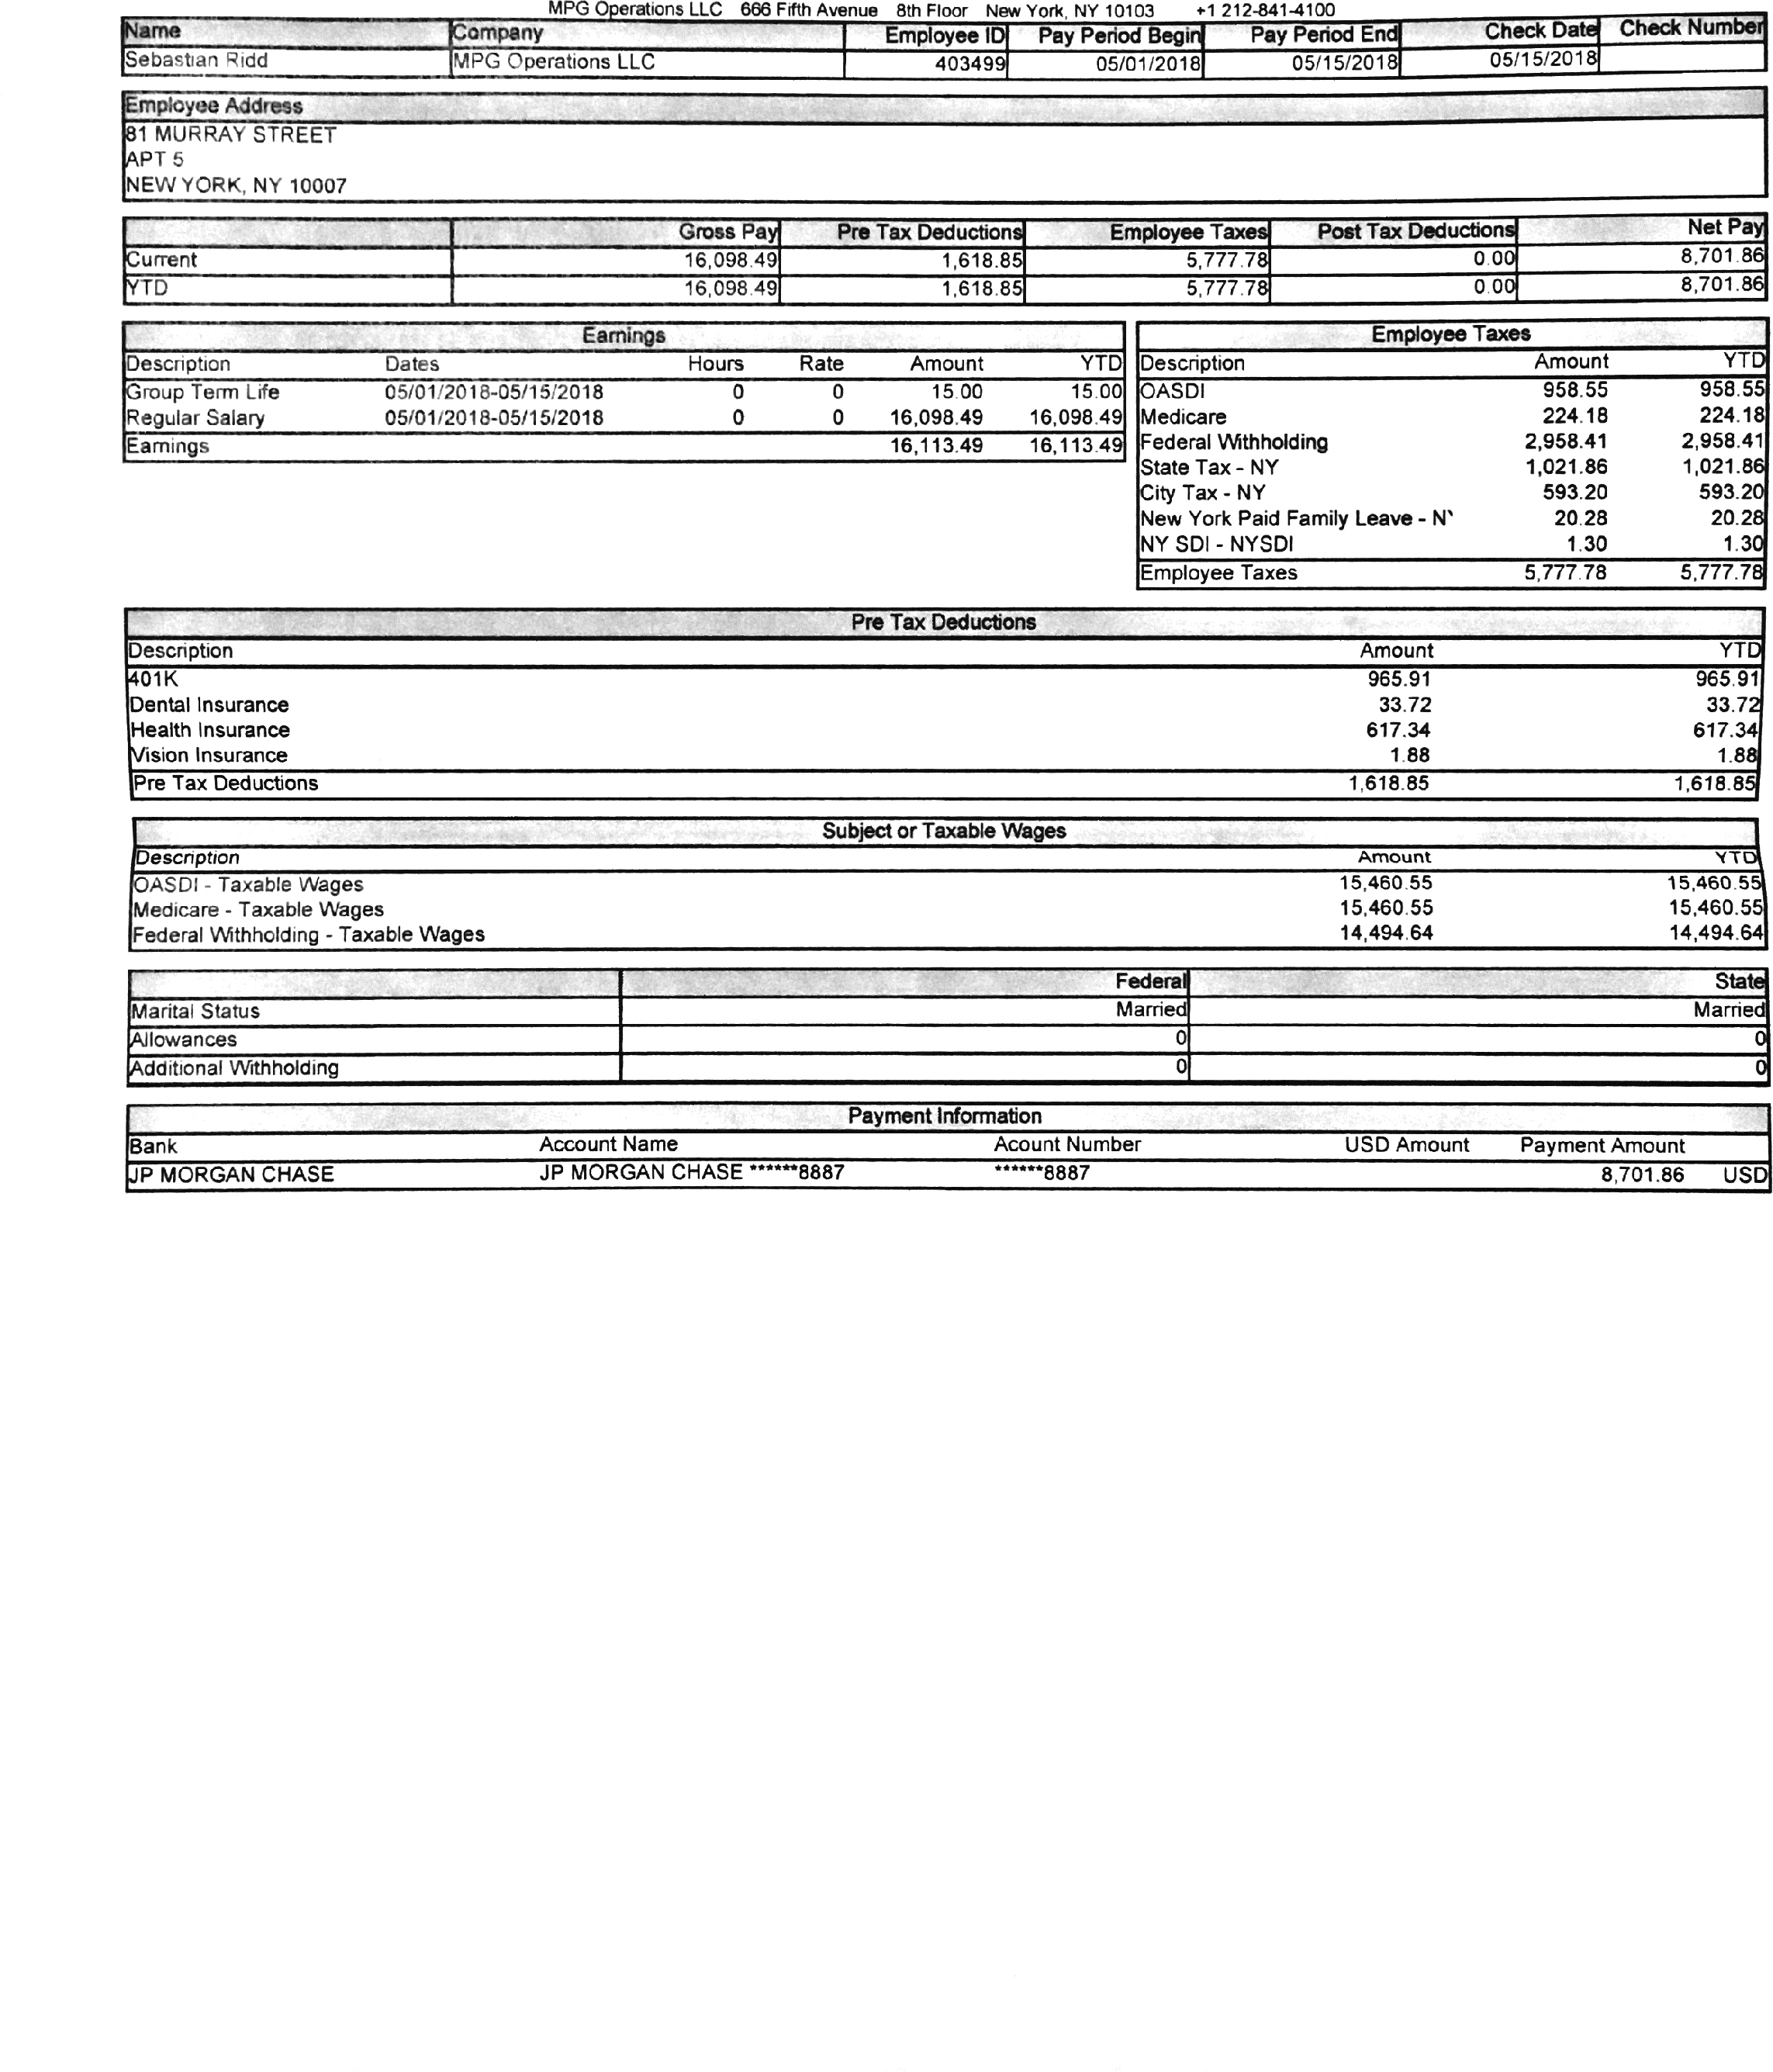 MPG Operations LLC 666 Fifth Avenue 8th Floor New York, NY 10103 +1 212-841-4100
Name Company Employee ID Pay Period Begin Pay Period End Check Date Check Number
Sebastian Ridd MPG Operations LLC 403499 05/01/2018 05/15/2018 05/15/2018
Employee Address
81 MURRAY STREET
APT 5
NEW YORK, NY 10007
Gross Pay Pre Tax Deductions Employee Taxes Post Tax Deductions Net Pay
Current 16,098.49 1,618.85 5,777.78 0.00 8,701.86
YTD 16,098.49 1,618.85 5,777.78 0.00 8,701.86
Earnings
Description Dates Hours Rate Amount YTD
Group Term Life 05/01/2018-05/15/2018 0 0 15.00 15.00
Regular Salary 05/01/2018-05/15/2018 0 0 16,098.49 16,098.49
Earnings 16,113.49 16,113.49
Employee Taxes
Description Amount YTD
OASDI 958.55 958.55
Medicare 224.18 224.18
Federal Withholding 2,958.41 2,958.41
State Tax - NY 1,021.86 1,021.86
City Tax - NY 593.20 593.20
New York Paid Family Leave - N 20.28 20.28
NY SDI - NYSDI 1.30 1.30
Employee Taxes 5,777.78 5,777.78
Pre Tax Deductions
Description Amount YTD
401K 965.91 965.91
Dental Insurance 33.72 33.72
Health Insurance 617.34 617.34
Vision Insurance 1.88 1.88
Pre Tax Deductions 1,618.85 1,618.85
Subject or Taxable Wages
Description Amount YTD
OASDI - Taxable Wages 15,460.55 15,460.55
Medicare - Taxable Wages 15,460.55 15,460.55
Federal Withholding - Taxable Wages 14,494.64 14,494.64
Federal State
Marital Status Married Married
Allowances 0 0
Additional Withholding 0 0
Payment Information
Bank Account Name Acount Number USD Amount Payment Amount
JP MORGAN CHASE JP MORGAN CHASE ******8887 ******8887 8,701.86 USD